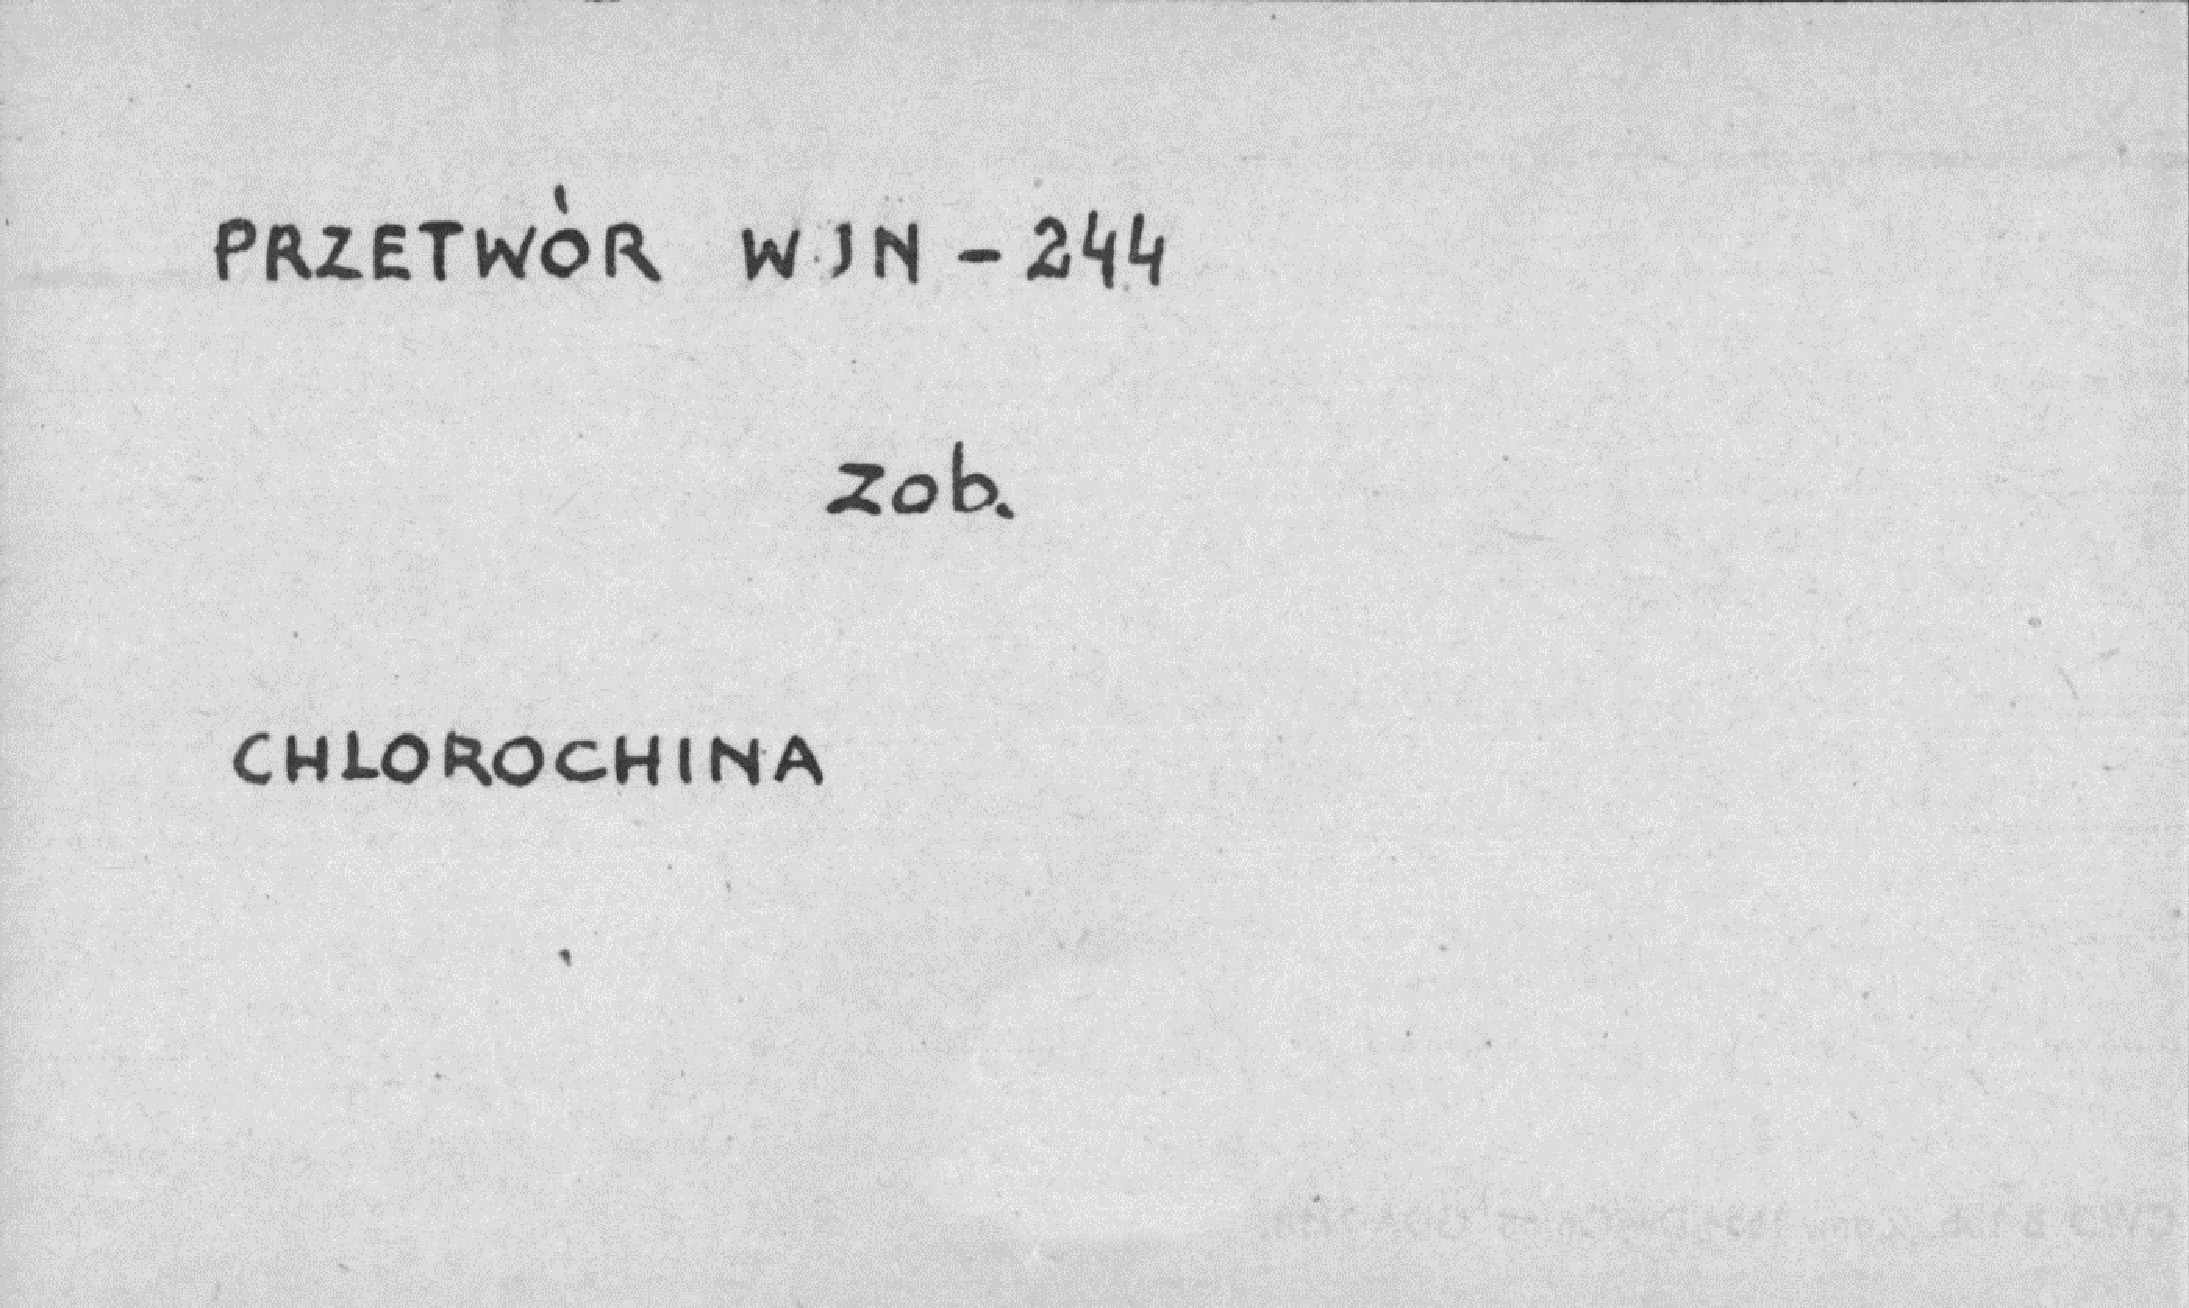 PRZETWÓR WJN - 244
zob.
CHLOROCHINA